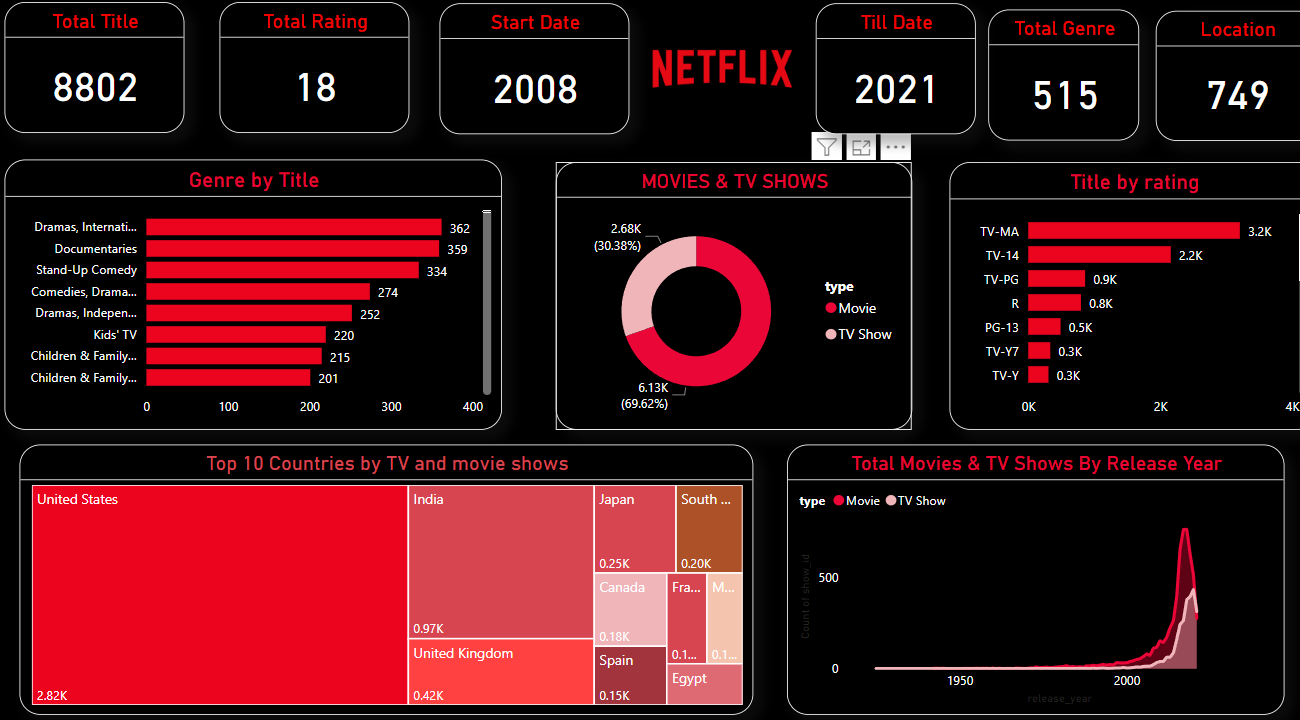 Total Title
8802
Total Rating
18
Start Date
2008
NETFLIX
Till Date
2021
Total Genre
515
Location
749
Genre by Title
Dramas, Internati... 362
Documentaries 359
Stand-Up Comedy 334
Comedies, Drama... 274
Dramas, Indepen... 252
Kids' TV 220
Children & Family... 215
Children & Family... 201
0 100 200 300 400
MOVIES & TV SHOWS
2.68K
(30.38%)
6.13K
(69.62%)
type
Movie
TV Show
Title by rating
TV-MA 3.2K
TV-14 2.2K
TV-PG 0.9K
R 0.8K
PG-13 0.5K
TV-Y7 0.3K
TV-Y 0.3K
0K 2K 4K
Top 10 Countries by TV and movie shows
United States
2.82K
India
0.97K
United Kingdom
0.42K
Japan
0.25K
South ...
0.20K
Canada
0.18K
Fra...
0.1...
M...
0.1...
Spain
0.15K
Egypt
Total Movies & TV Shows By Release Year
type Movie TV Show
Count of show_id
500
0
1950 2000
release_year